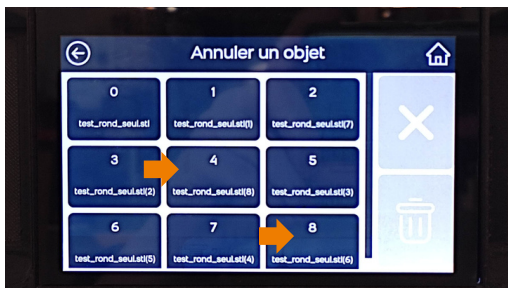 Annuler un objet
0
test_rond_seul.stl
1
test_rond_seul.stl(1)
2
test_rond_seul.stl(7)
3
test_rond_seul.stl(2)
4
test_rond_seul.stl(8)
5
test_rond_seul.stl(3)
6
test_rond_seul.stl(5)
7
test_rond_seul.stl(4)
8
test_rond_seul.stl(6)